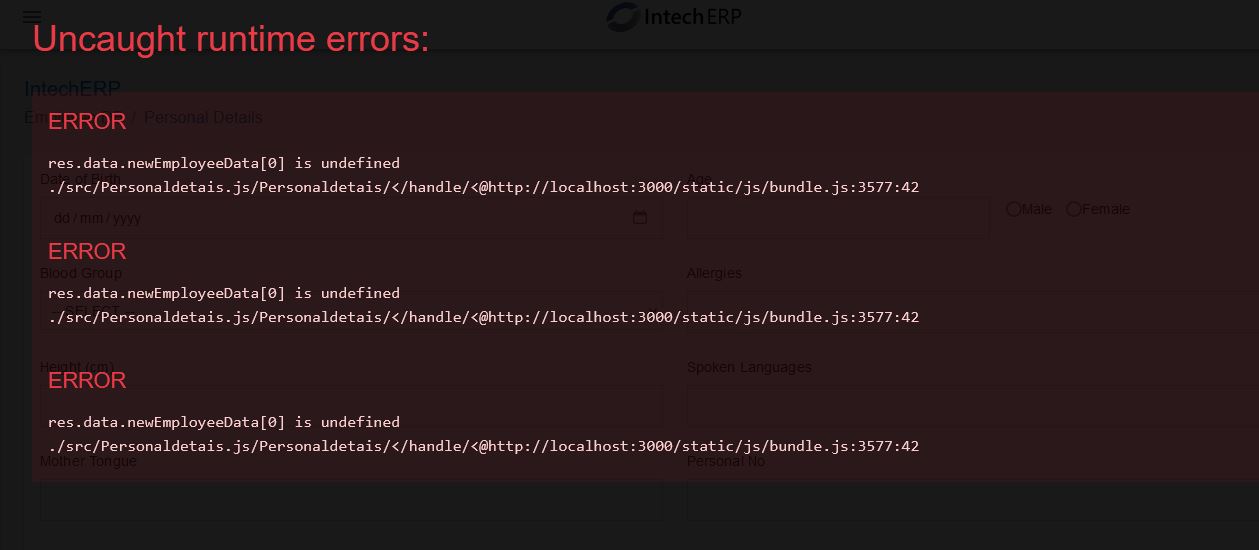 Intech ERP
Uncaught runtime errors:
IntechERP
/ Personal Details
ERROR
res.data.newEmployeeData[0] is undefined
Date of Birth
Age
./src/Personaldetais.js/Personaldetais/</handle/<@http://localhost:3000/static/js/bundle.js:3577:42
dd / mm / yyyy
Male
Female
ERROR
Blood Group
Allergies
res.data.newEmployeeData[0] is undefined
./src/Personaldetais.js/Personaldetais/</handle/<@http://localhost:3000/static/js/bundle.js:3577:42
Height (cm)
Spoken Languages
ERROR
res.data.newEmployeeData[0] is undefined
./src/Personaldetais.js/Personaldetais/</handle/<@http://localhost:3000/static/js/bundle.js:3577:42
Mother Tongue
Personal No